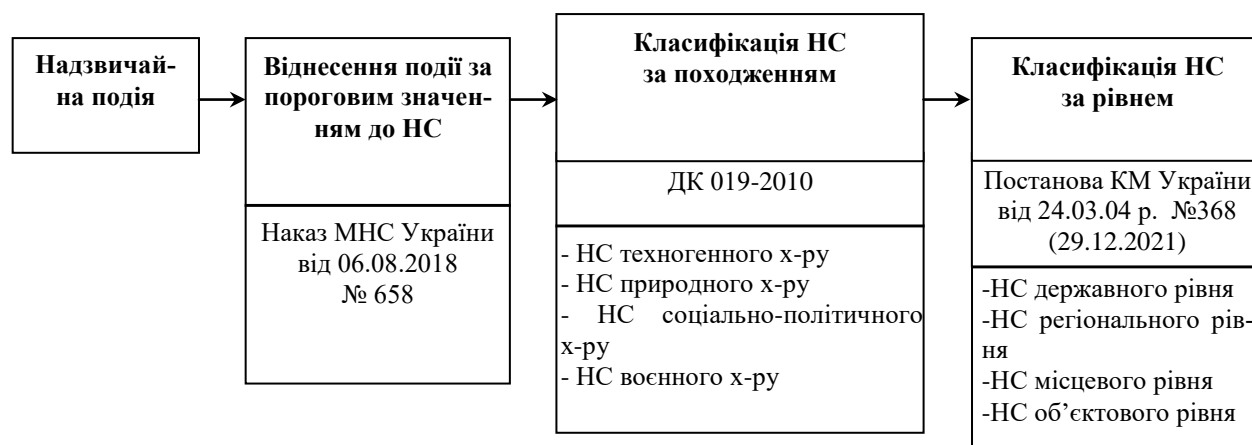 Надзвичай-
на подія
Віднесення події за
пороговим значен-
ням до НС
Наказ МНС України
від 06.08.2018
№ 658
Класифікація НС
за походженням
ДК 019-2010
- НС техногенного х-ру
- НС природного х-ру
- НС соціально-політичного
х-ру
- НС воєнного х-ру
Класифікація НС
за рівнем
Постанова КМ України
від 24.03.04 р. №368
(29.12.2021)
-НС державного рівня
-НС регіонального рів-
ня
-НС місцевого рівня
-НС об’єктового рівня